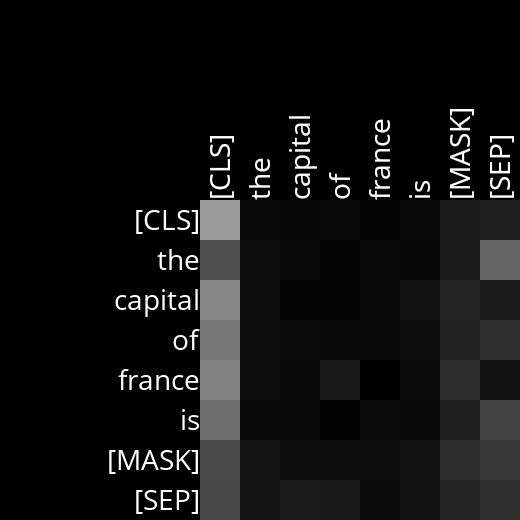 [CLS] the capital of france is [MASK] [SEP]
[CLS]
the
capital
of
france
is
[MASK]
[SEP]